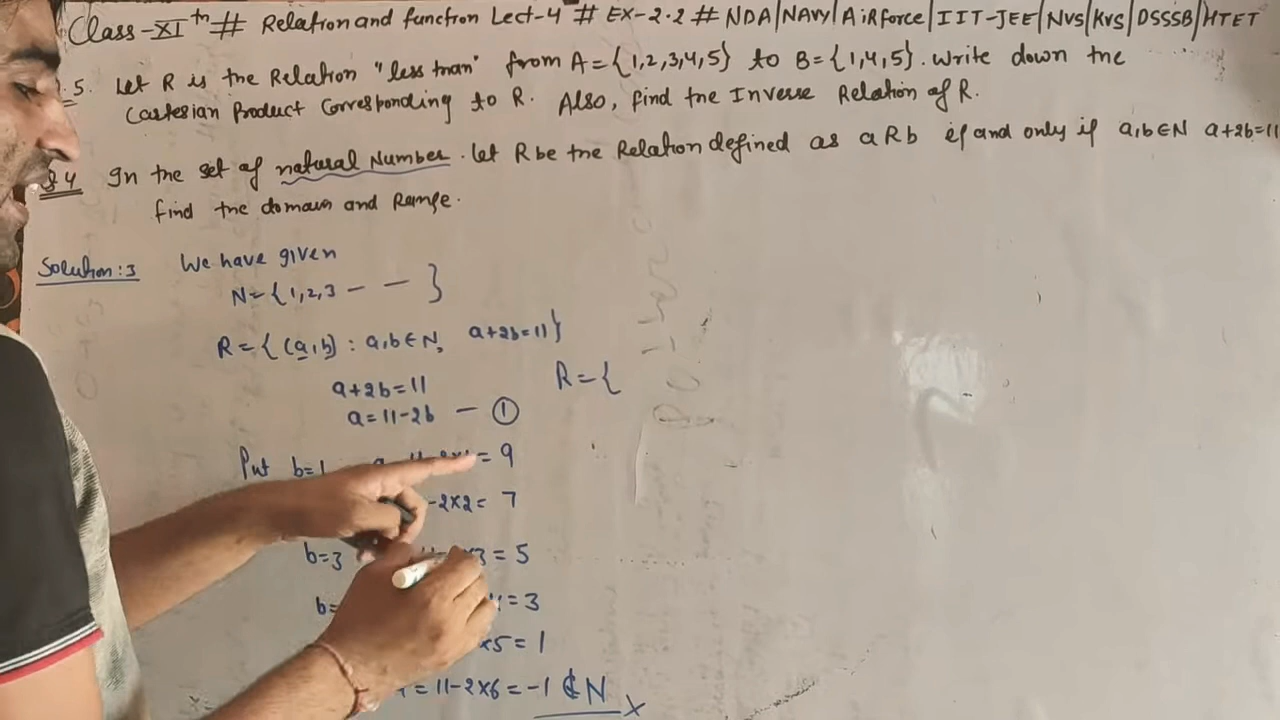 Class-XIth # Relation and function Lect-4 # EX-2.2 # NDA/NAVY/AiRforce/IIT-JEE/NVS/KVS/DSSSB/HTET
.5. Let R is the Relation "less than" from A={1,2,3,4,5} to B={1,4,5}. Write down the
Cartesian Product Corresponding to R. Also, find the Inverse Relation of R.
4 In the set of natural Number. Let R be the Relation defined as a R b if and only if a,b∈N a+2b=11
find the domain and Range.
Solution:3 We have given
N={1,2,3 - - }
R={(a,b) : a,b∈N, a+2b=11}
a+2b=11 R={
a=11-2b - ①
Put b=1 = 9
-2×2= 7
b=3 ×3 = 5
b= = 3
×5=1
=11-2×6=-1 ∉N ×